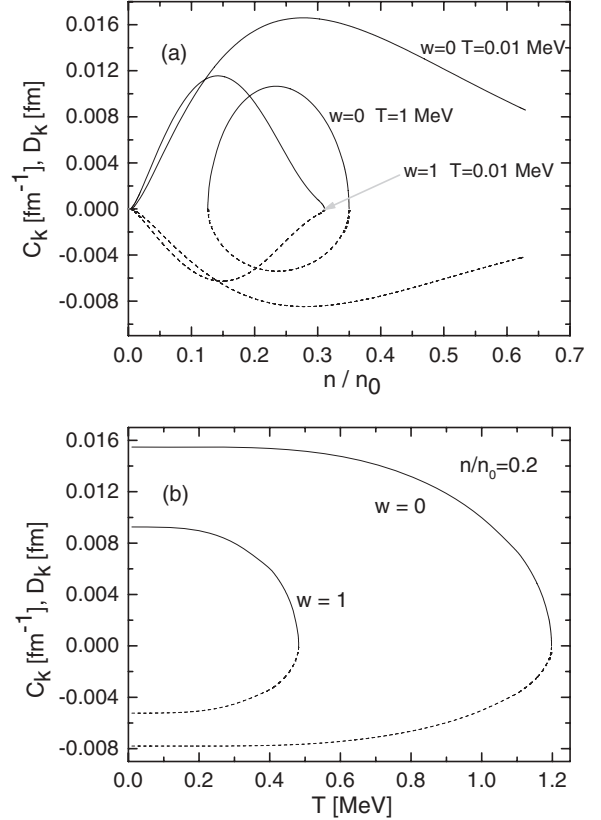 0.016
0.012
0.008
0.004
0.000
-0.004
-0.008
C_k [fm^-1], D_k [fm]
(a)
w=0 T=0.01 MeV
w=0 T=1 MeV
w=1 T=0.01 MeV
0.0 0.1 0.2 0.3 0.4 0.5 0.6 0.7
n / n_0
0.016
0.012
0.008
0.004
0.000
-0.004
-0.008
C_k [fm^-1], D_k [fm]
n/n_0=0.2
(b)
w = 0
w = 1
0.0 0.2 0.4 0.6 0.8 1.0 1.2
T [MeV]